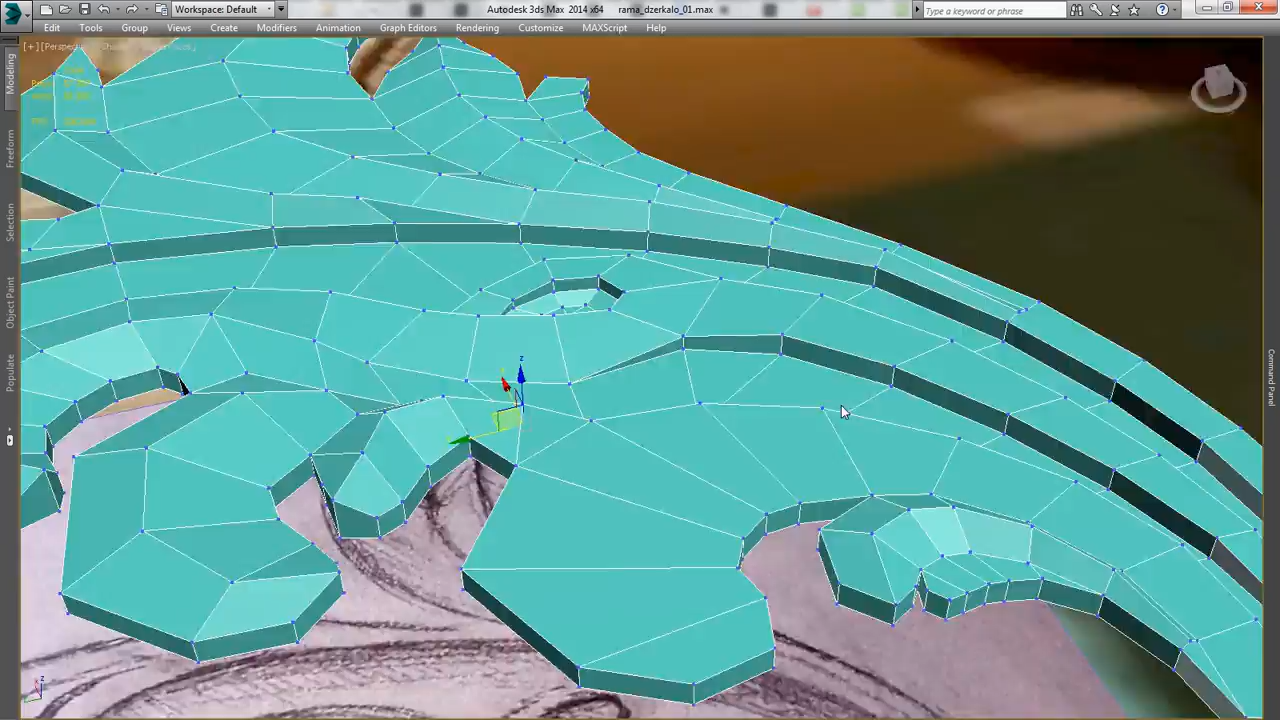 Workspace: Default
Autodesk 3ds Max 2014 x64 rama_dzerkalo_01.max
Type a keyword or phrase
Edit Tools Group Views Create Modifiers Animation Graph Editors Rendering Customize MAXScript Help
Modeling
Freeform
Selection
Object Paint
Populate
z
z
Command Panel